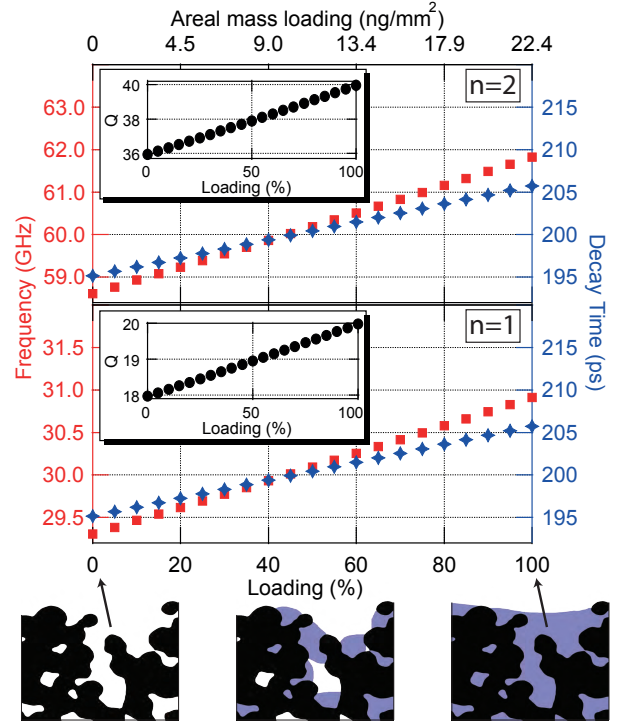 Areal mass loading (ng/mm²)
0 4.5 9.0 13.4 17.9 22.4
n=2
40
38
36
Q
0 50 100
Loading (%)
63.0
62.0
61.0
60.0
59.0
215
210
205
200
195
Frequency (GHz)
Decay Time (ps)
n=1
20
19
18
Q
0 50 100
Loading (%)
31.5
31.0
30.5
30.0
29.5
215
210
205
200
195
0 20 40 60 80 100
Loading (%)